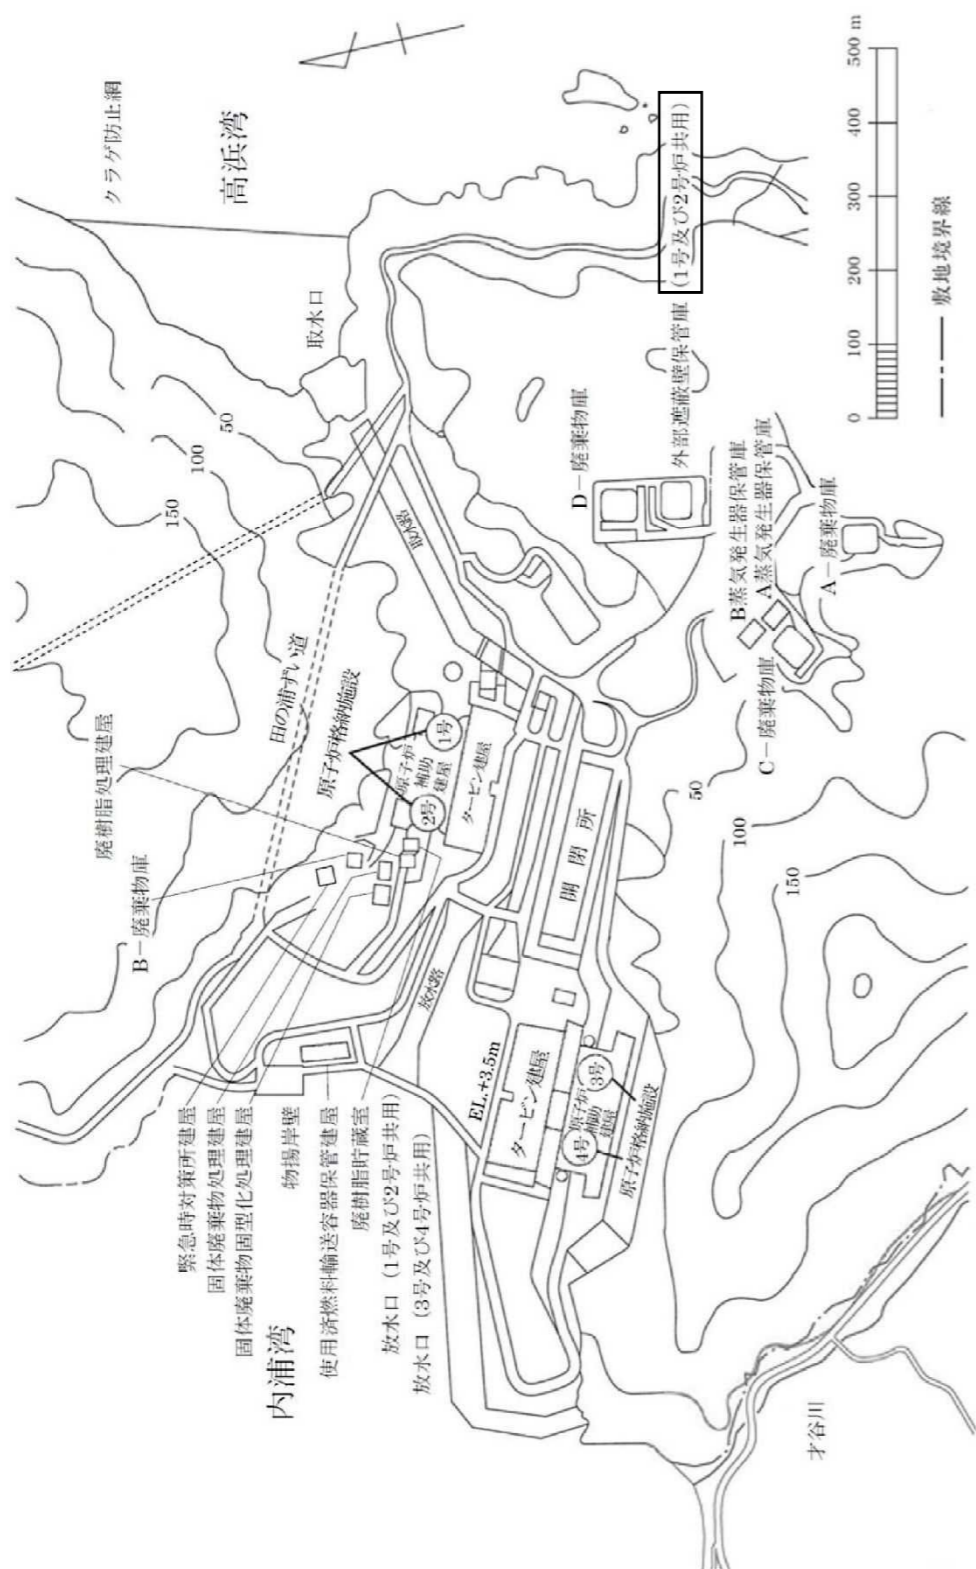 クラゲ防止網
高浜湾
取水口
50
100
150
取水路
田の浦ずい道
廃樹脂処理建屋
B－廃棄物庫
原子炉格納施設
1号
2号
原子炉
補助
建屋
タービン建屋
放水路
開閉所
緊急時対策所建屋
固体廃棄物処理建屋
固体廃棄物固型化処理建屋
物揚岸壁
使用済燃料輸送容器保管建屋
廃樹脂貯蔵室
放水口（1号及び2号炉共用）
放水口（3号及び4号炉共用）
内浦湾
EL.+3.5m
タービン建屋
3号
4号
原子炉
補助
建屋
原子炉格納施設
D－廃棄物庫
外部遮蔽壁保管庫
（1号及び2号炉共用）
B蒸気発生器保管庫
A蒸気発生器保管庫
A－廃棄物庫
C－廃棄物庫
50
100
150
才谷川
0 100 200 300 400 500 m
敷地境界線